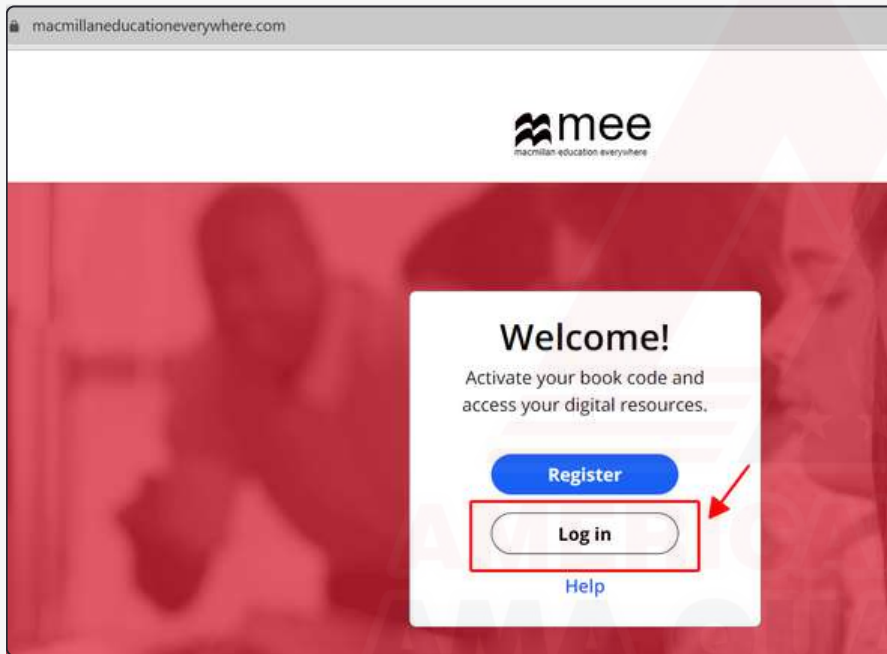 macmillaneducationeverywhere.com
mee
macmillan education everywhere
Welcome!
Activate your book code and
access your digital resources.
Register
Log in
Help